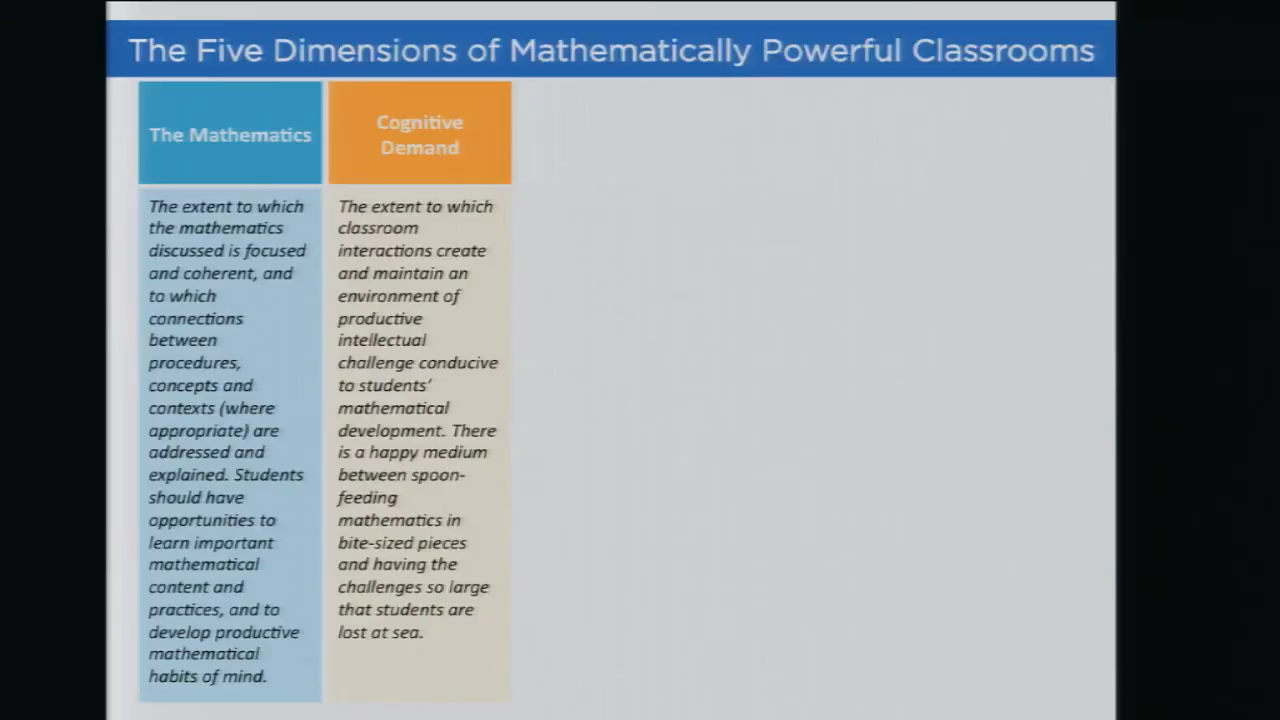 The Five Dimensions of Mathematically Powerful Classrooms
The Mathematics
The extent to which
the mathematics
discussed is focused
and coherent, and
to which
connections
between
procedures,
concepts and
contexts (where
appropriate) are
addressed and
explained. Students
should have
opportunities to
learn important
mathematical
content and
practices, and to
develop productive
mathematical
habits of mind.
Cognitive
Demand
The extent to which
classroom
interactions create
and maintain an
environment of
productive
intellectual
challenge conducive
to students’
mathematical
development. There
is a happy medium
between spoon-
feeding
mathematics in
bite-sized pieces
and having the
challenges so large
that students are
lost at sea.